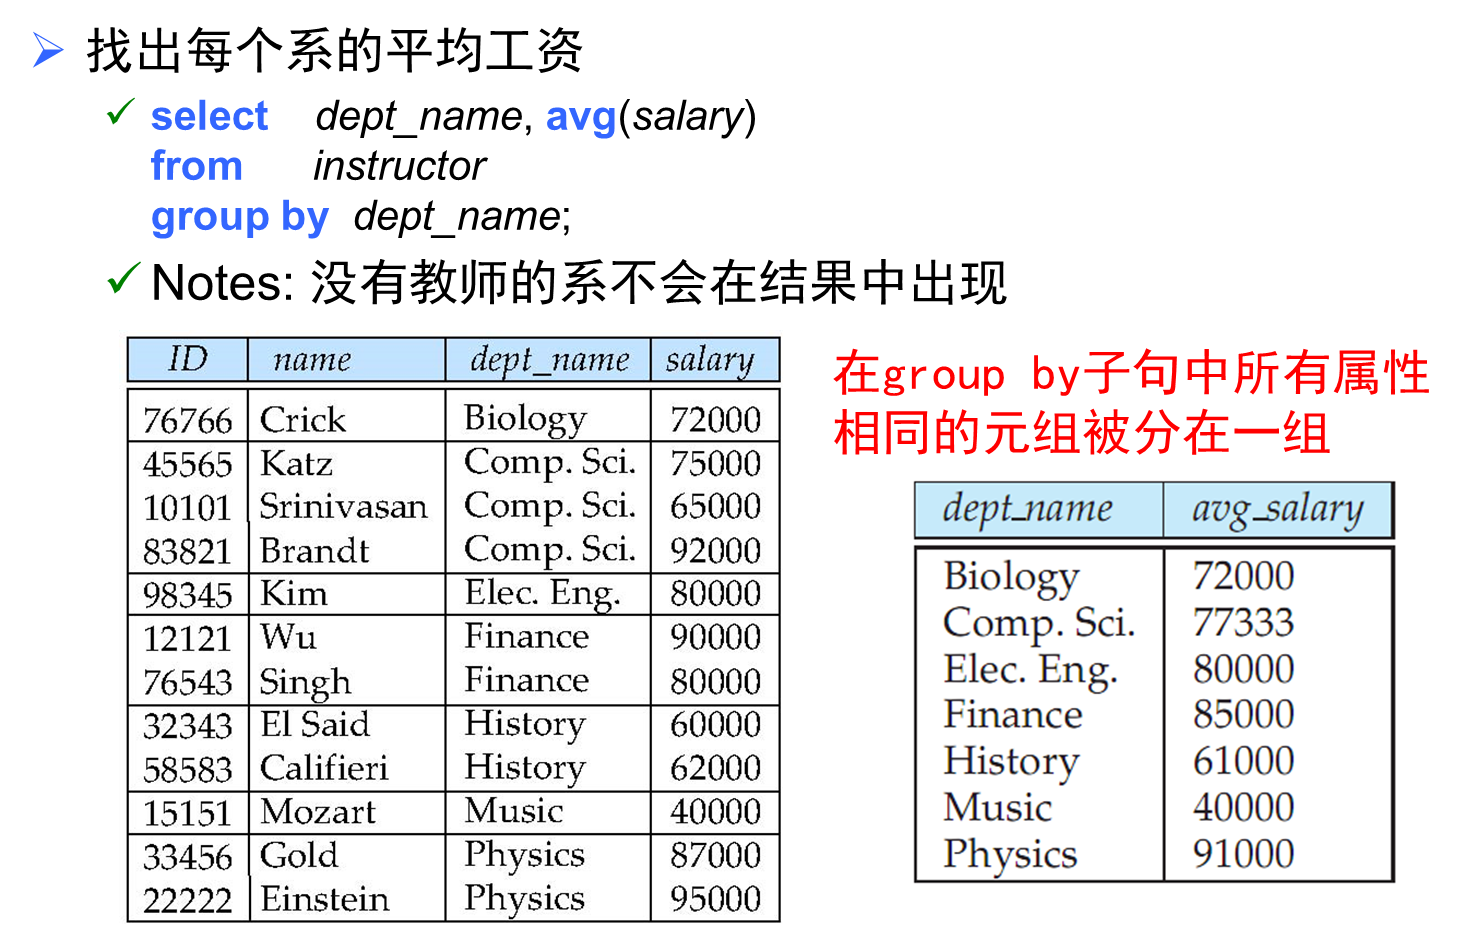 找出每个系的平均工资
select dept_name, avg(salary)
from instructor
group by dept_name;
Notes: 没有教师的系不会在结果中出现
ID name dept_name salary
76766 Crick Biology 72000
45565 Katz Comp. Sci. 75000
10101 Srinivasan Comp. Sci. 65000
83821 Brandt Comp. Sci. 92000
98345 Kim Elec. Eng. 80000
12121 Wu Finance 90000
76543 Singh Finance 80000
32343 El Said History 60000
58583 Califieri History 62000
15151 Mozart Music 40000
33456 Gold Physics 87000
22222 Einstein Physics 95000
在group by子句中所有属性
相同的元组被分在一组
dept_name avg_salary
Biology 72000
Comp. Sci. 77333
Elec. Eng. 80000
Finance 85000
History 61000
Music 40000
Physics 91000